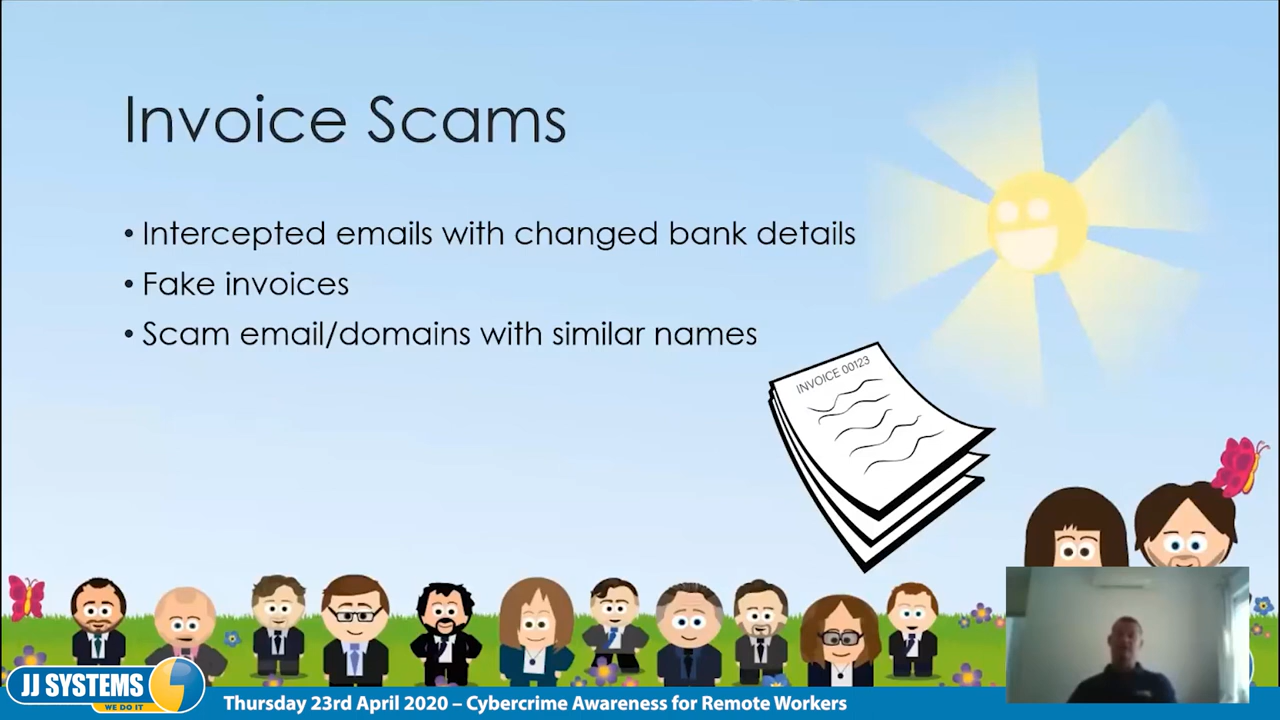 Invoice Scams
• Intercepted emails with changed bank details
• Fake invoices
• Scam email/domains with similar names
INVOICE 00123
JJ SYSTEMS
WE DO IT
Thursday 23rd April 2020 – Cybercrime Awareness for Remote Workers